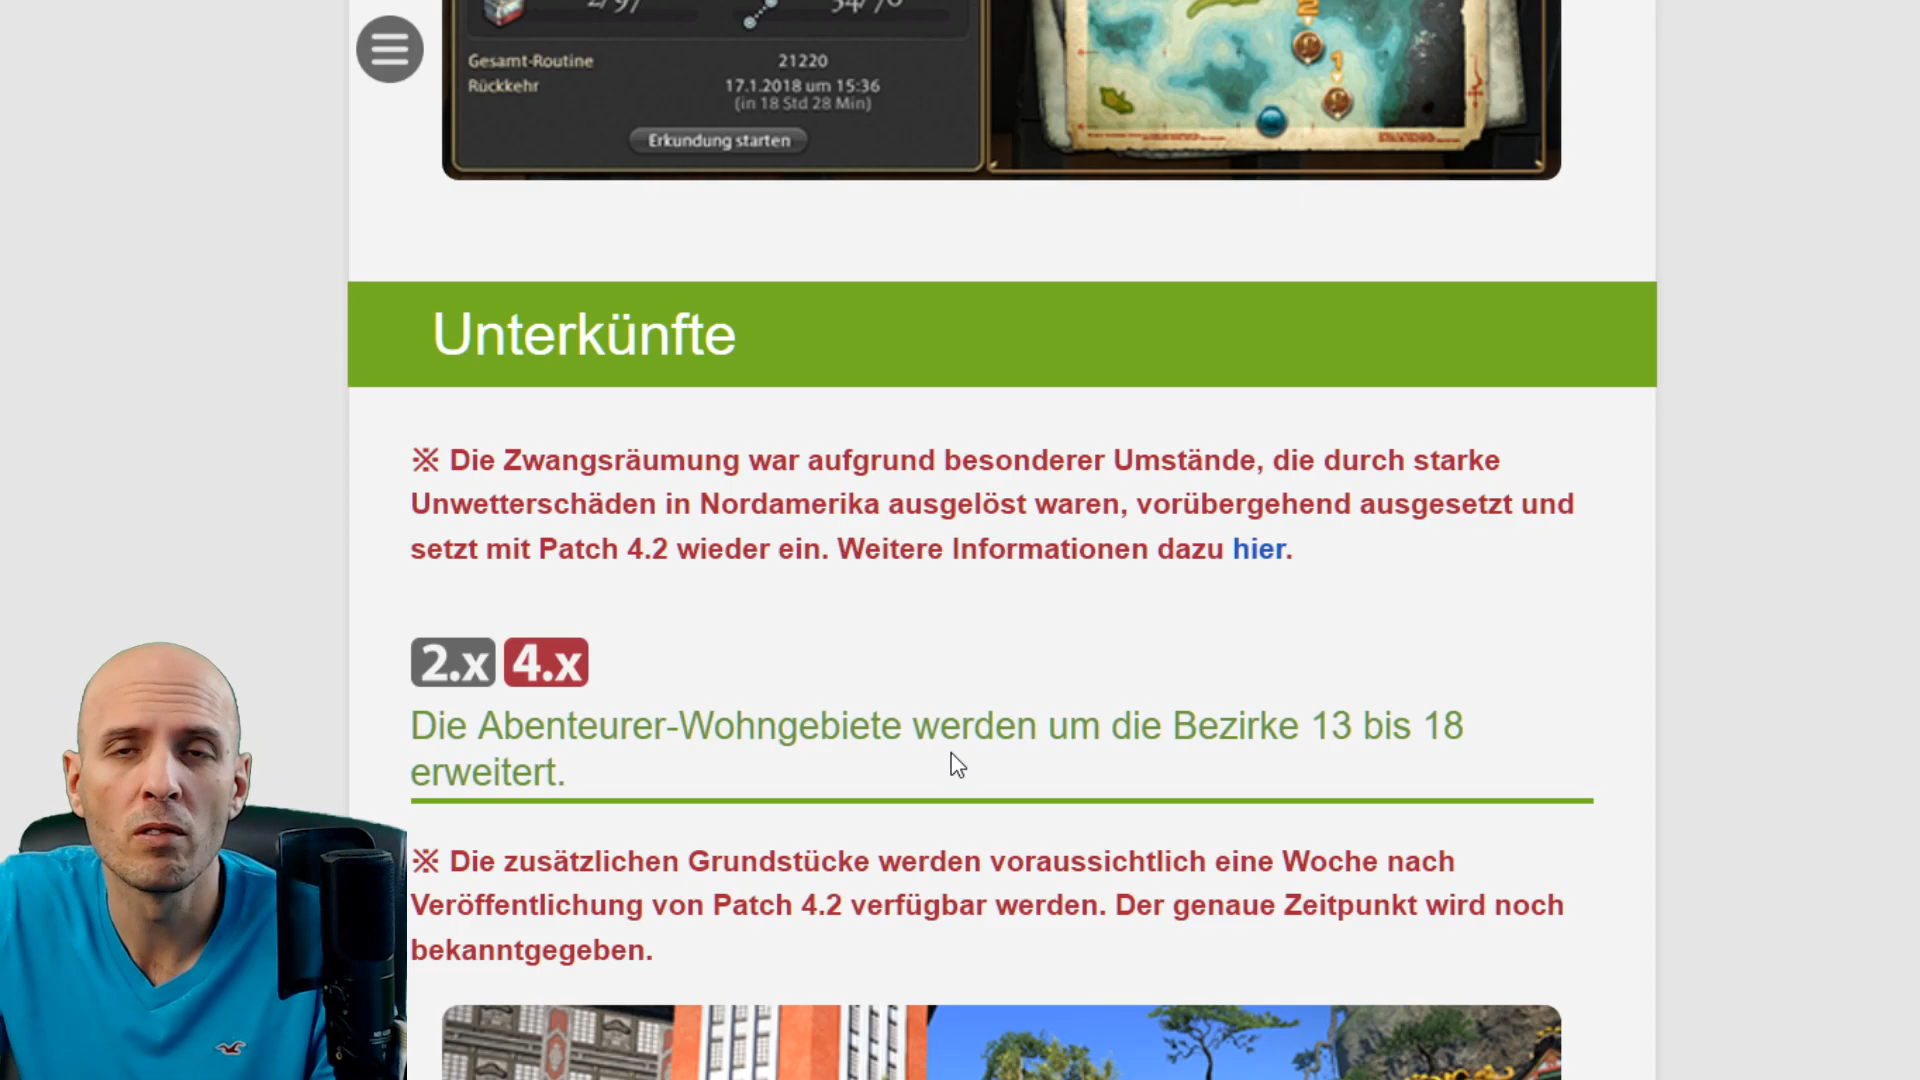 Gesamt-Routine 21220
Rückkehr 17.1.2018 um 15:36
(in 18 Std 28 Min)
Erkundung starten
2
1
Unterkünfte
※ Die Zwangsräumung war aufgrund besonderer Umstände, die durch starke
Unwetterschäden in Nordamerika ausgelöst waren, vorübergehend ausgesetzt und
setzt mit Patch 4.2 wieder ein. Weitere Informationen dazu hier.
2.x 4.x
Die Abenteurer-Wohngebiete werden um die Bezirke 13 bis 18
erweitert.
※ Die zusätzlichen Grundstücke werden voraussichtlich eine Woche nach
Veröffentlichung von Patch 4.2 verfügbar werden. Der genaue Zeitpunkt wird noch
bekanntgegeben.